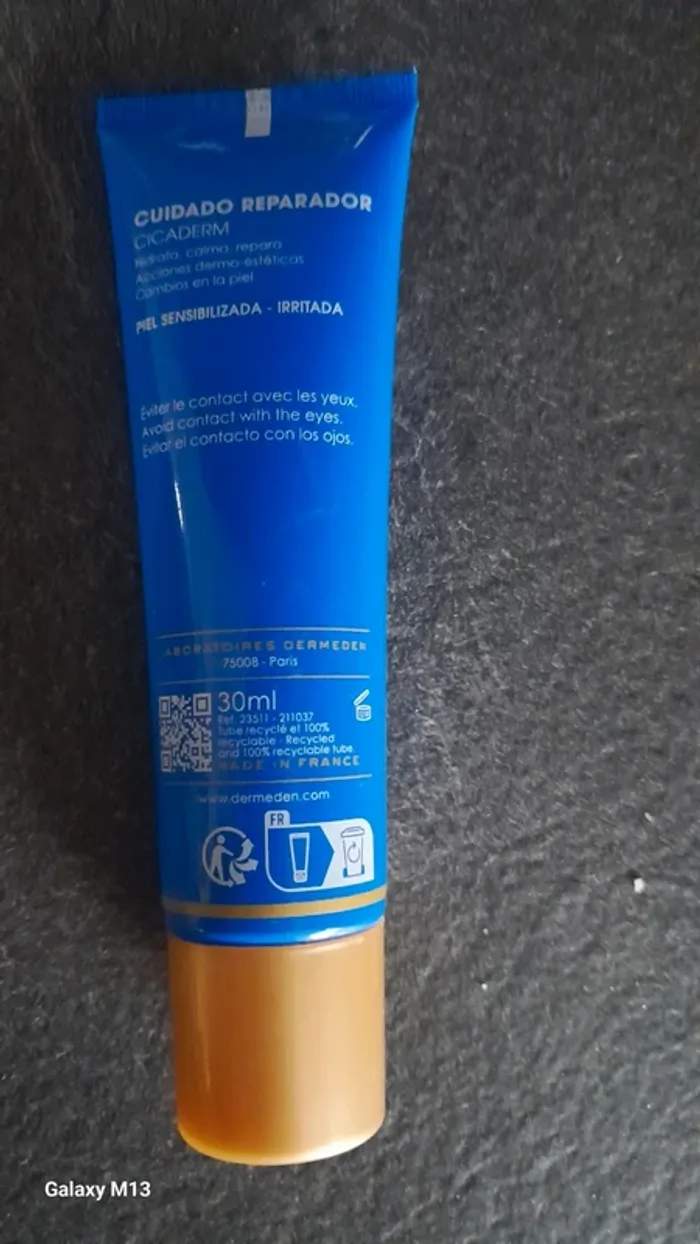 CUIDADO REPARADOR
CICADERM
Hidrata, calma, repara
Acciones dermo-estéticas
Cambios en la piel
PIEL SENSIBILIZADA - IRRITADA
Éviter le contact avec les yeux.
Avoid contact with the eyes.
Evitar el contacto con los ojos.
LABORATOIRES DERMEDEN
75008 - Paris
30ml
Ref. 23511 - 211037
Tube recyclé et 100%
recyclable - Recycled
and 100% recyclable tube.
MADE IN FRANCE
www.dermeden.com
FR
Galaxy M13